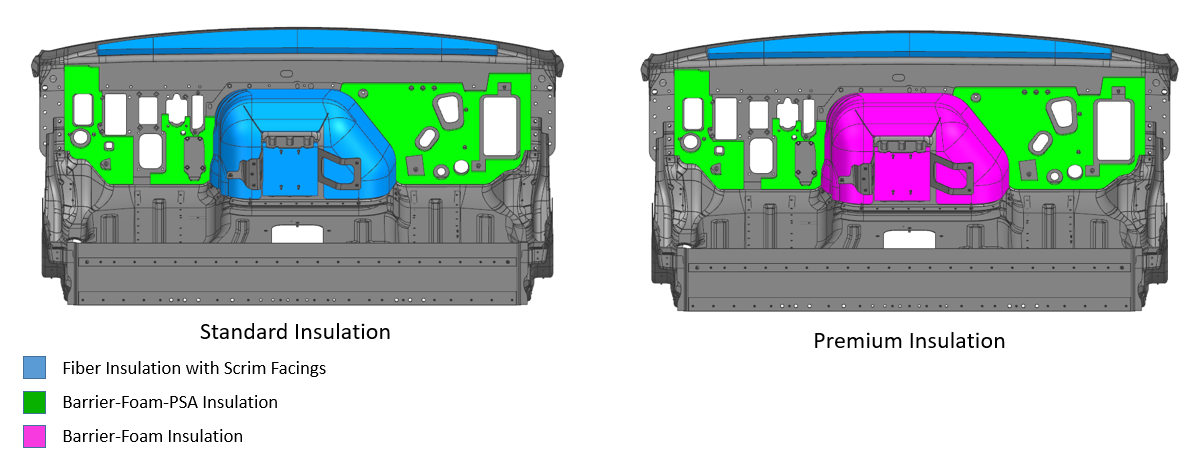 Standard Insulation
Premium Insulation
Fiber Insulation with Scrim Facings
Barrier-Foam-PSA Insulation
Barrier-Foam Insulation